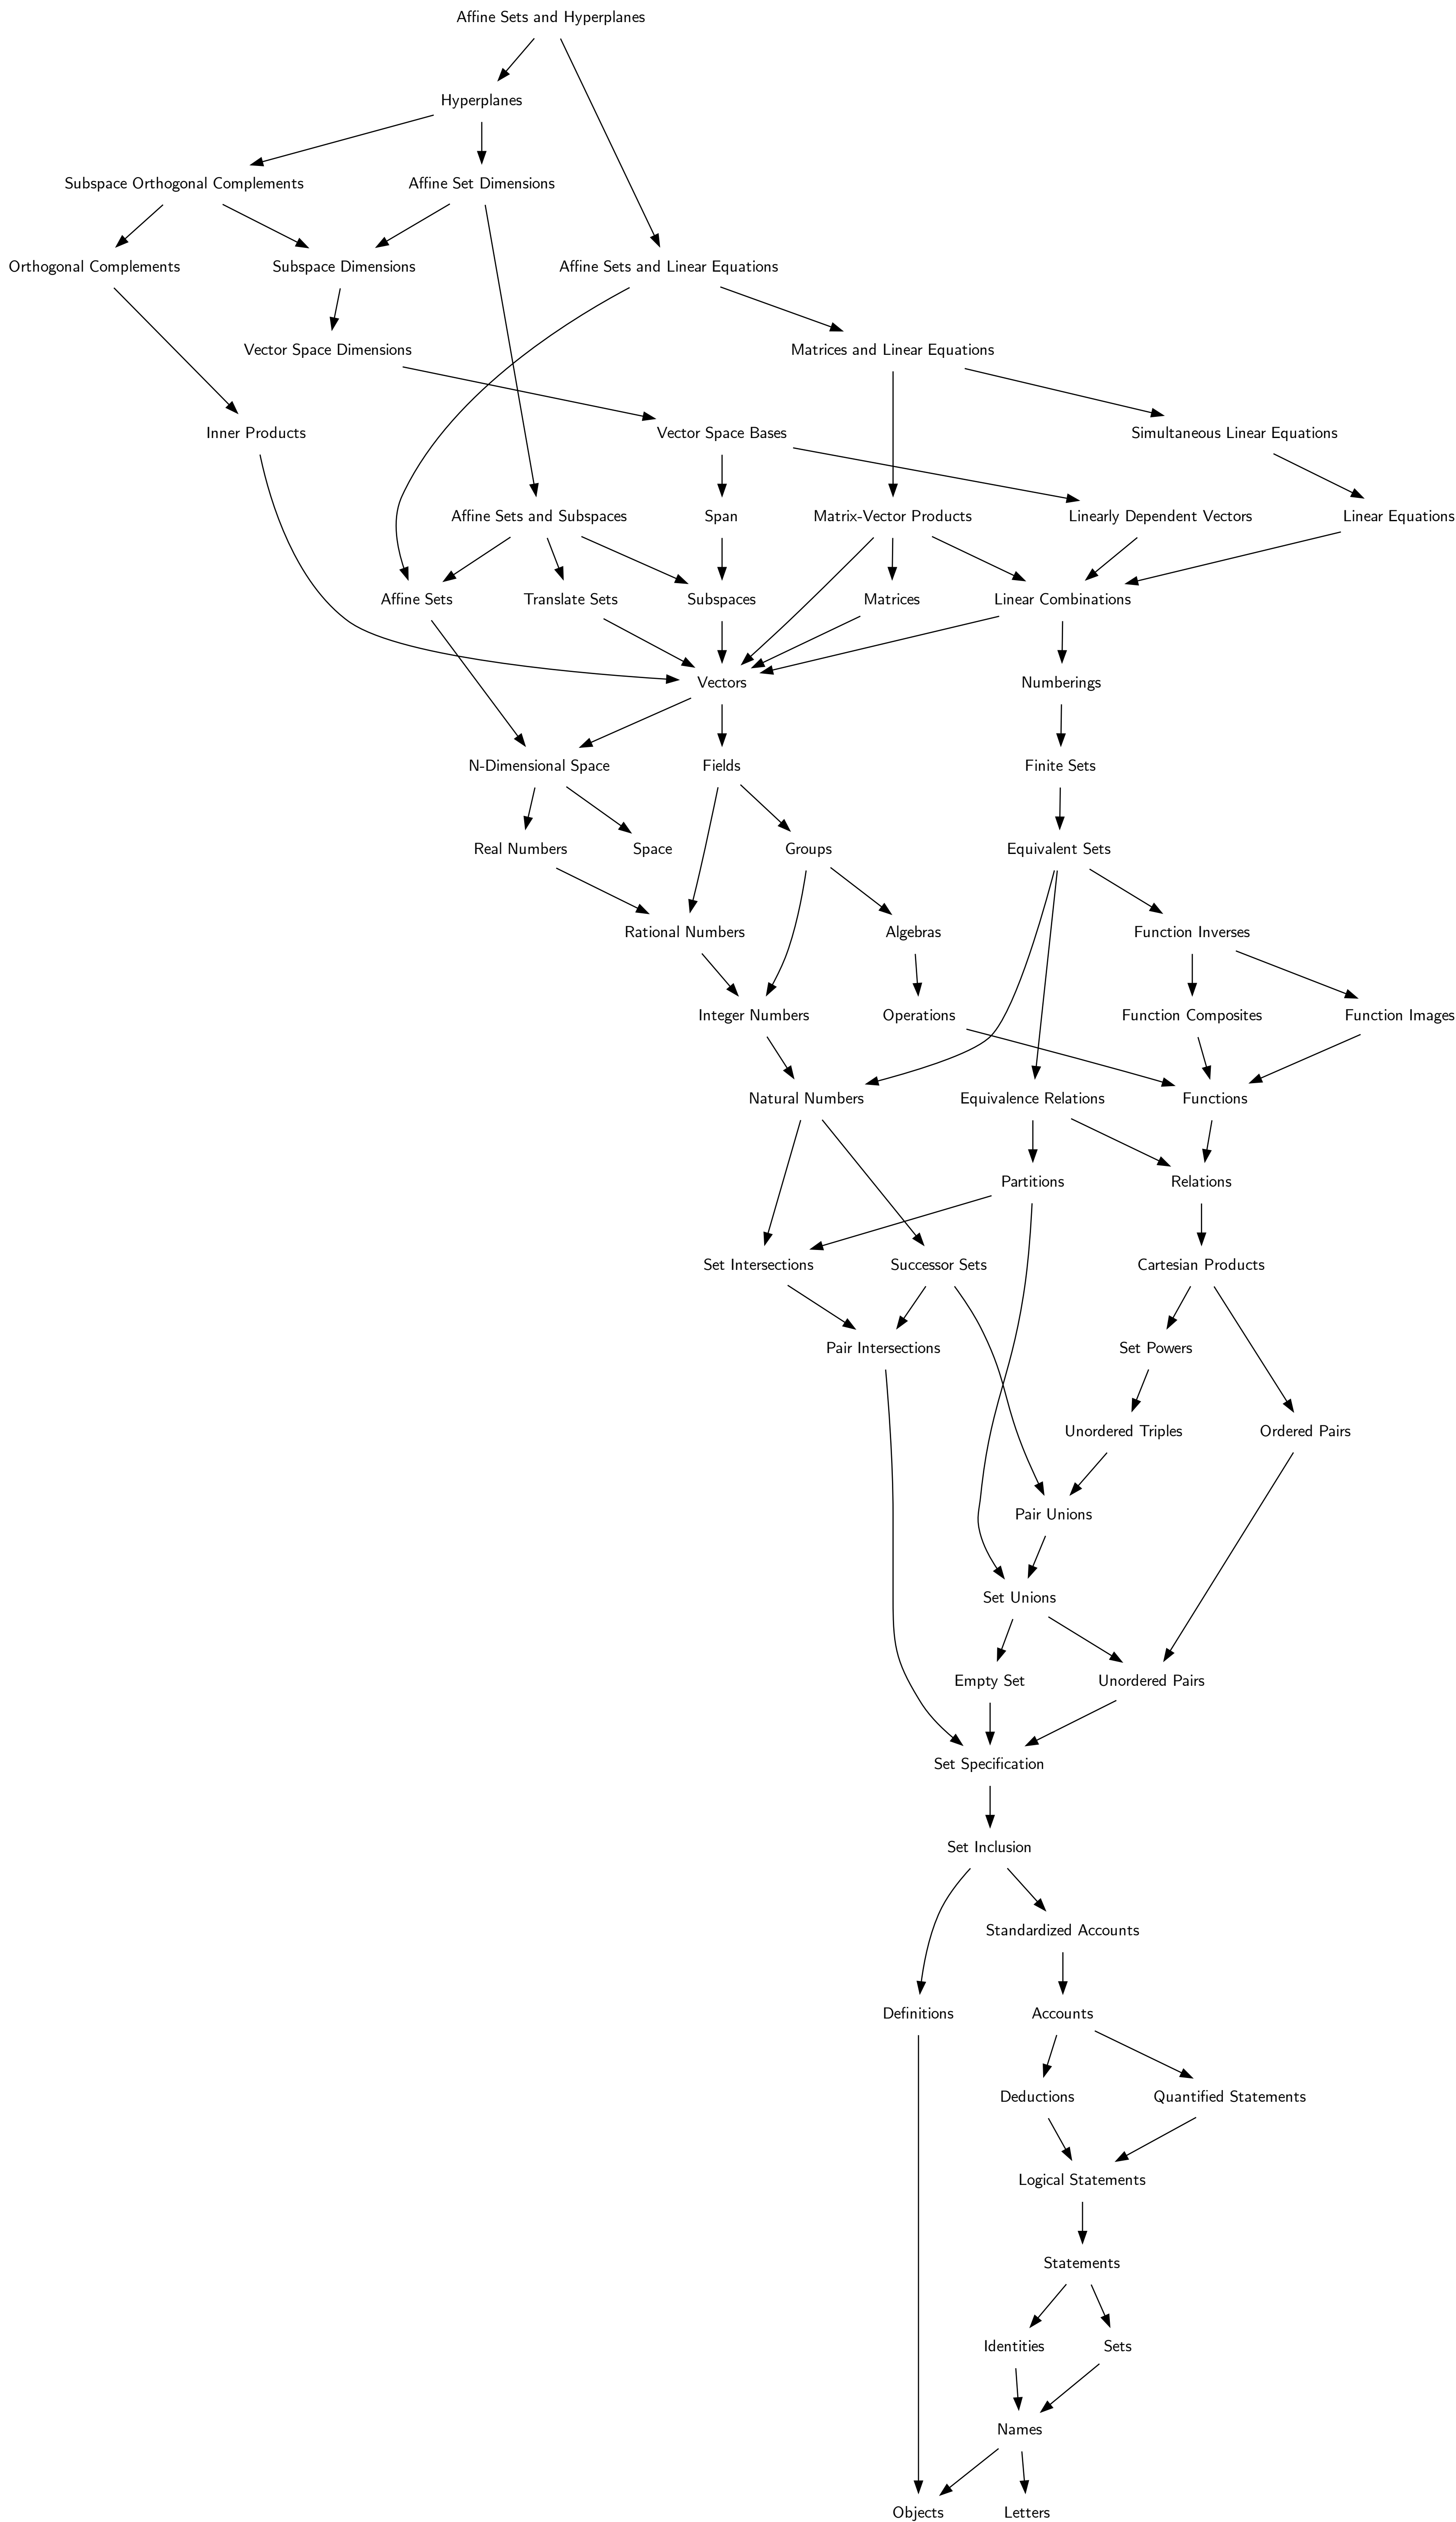 Affine Sets and Hyperplanes
Hyperplanes
Subspace Orthogonal Complements
Affine Set Dimensions
Orthogonal Complements
Subspace Dimensions
Affine Sets and Linear Equations
Vector Space Dimensions
Matrices and Linear Equations
Inner Products
Vector Space Bases
Simultaneous Linear Equations
Affine Sets and Subspaces
Span
Matrix-Vector Products
Linearly Dependent Vectors
Linear Equations
Affine Sets
Translate Sets
Subspaces
Matrices
Linear Combinations
Vectors
Numberings
N-Dimensional Space
Fields
Finite Sets
Real Numbers
Space
Groups
Equivalent Sets
Rational Numbers
Algebras
Function Inverses
Integer Numbers
Operations
Function Composites
Function Images
Natural Numbers
Equivalence Relations
Functions
Partitions
Relations
Set Intersections
Successor Sets
Cartesian Products
Pair Intersections
Set Powers
Unordered Triples
Ordered Pairs
Pair Unions
Set Unions
Empty Set
Unordered Pairs
Set Specification
Set Inclusion
Standardized Accounts
Definitions
Accounts
Deductions
Quantified Statements
Logical Statements
Statements
Identities
Sets
Names
Objects
Letters